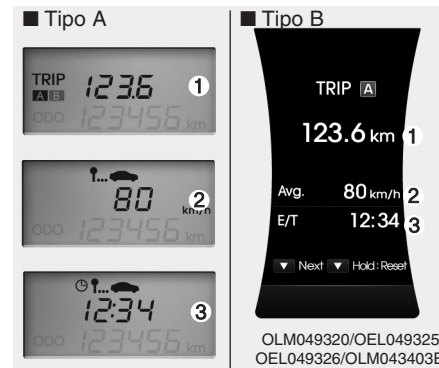 ■ Tipo A
TRIP 123.6 1
A B
ODO 123456 km
80 km/h 2
ODO 123456 km
12:34 3
ODO 123456 km
■ Tipo B
TRIP A
123.6 km 1
Avg. 80 km/h 2
E/T 12:34 3
▼ Next ▼ Hold : Reset
OLM049320/OEL049325
OEL049326/OLM043403E